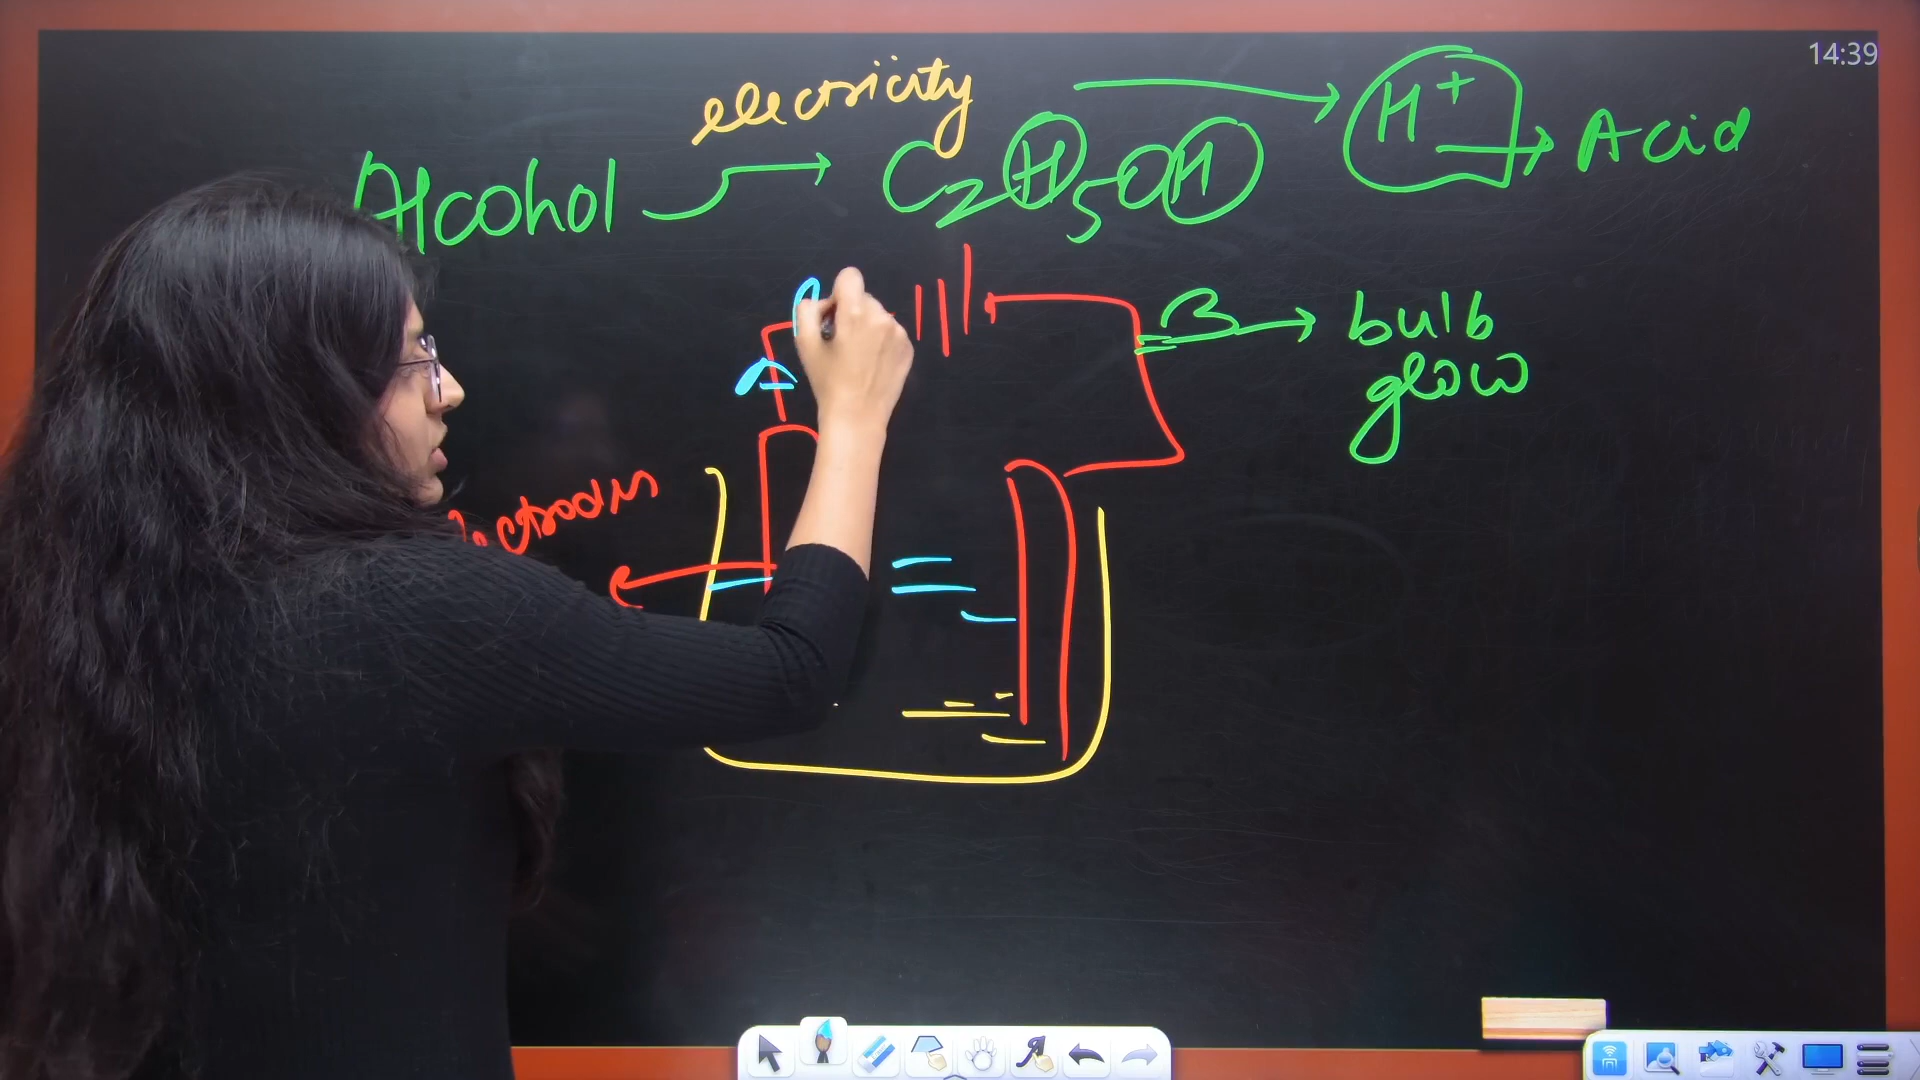 14:39
electricity
Alcohol → C2H5OH → H+ → Acid
bulb
glow